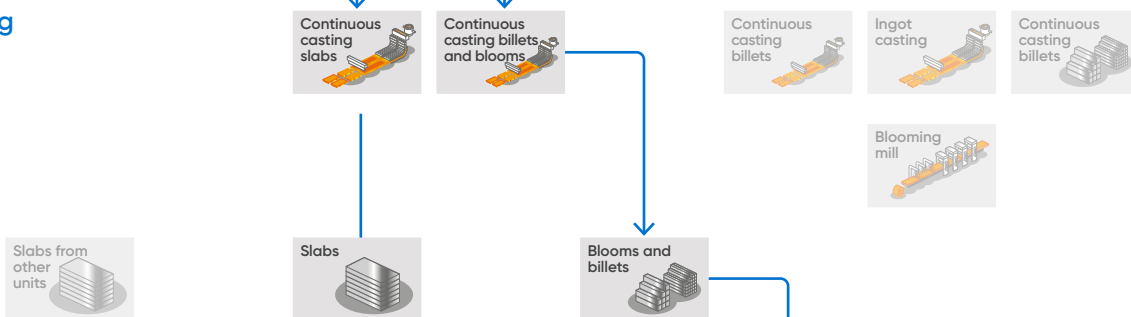 g
Continuous
casting
slabs
Continuous
casting billets
and blooms
Continuous
casting
billets
Ingot
casting
Continuous
casting
billets
Blooming
mill
Slabs from
other
units
Slabs
Blooms and
billets